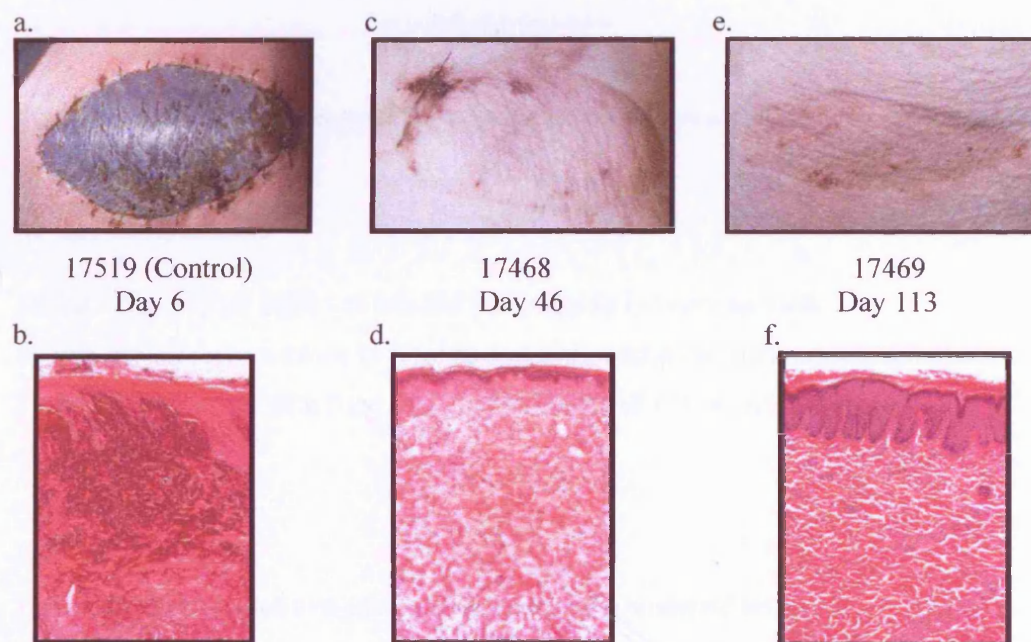 a.
c
e.
17519 (Control)
Day 6
17468
Day 46
17469
Day 113
b.
d.
f.